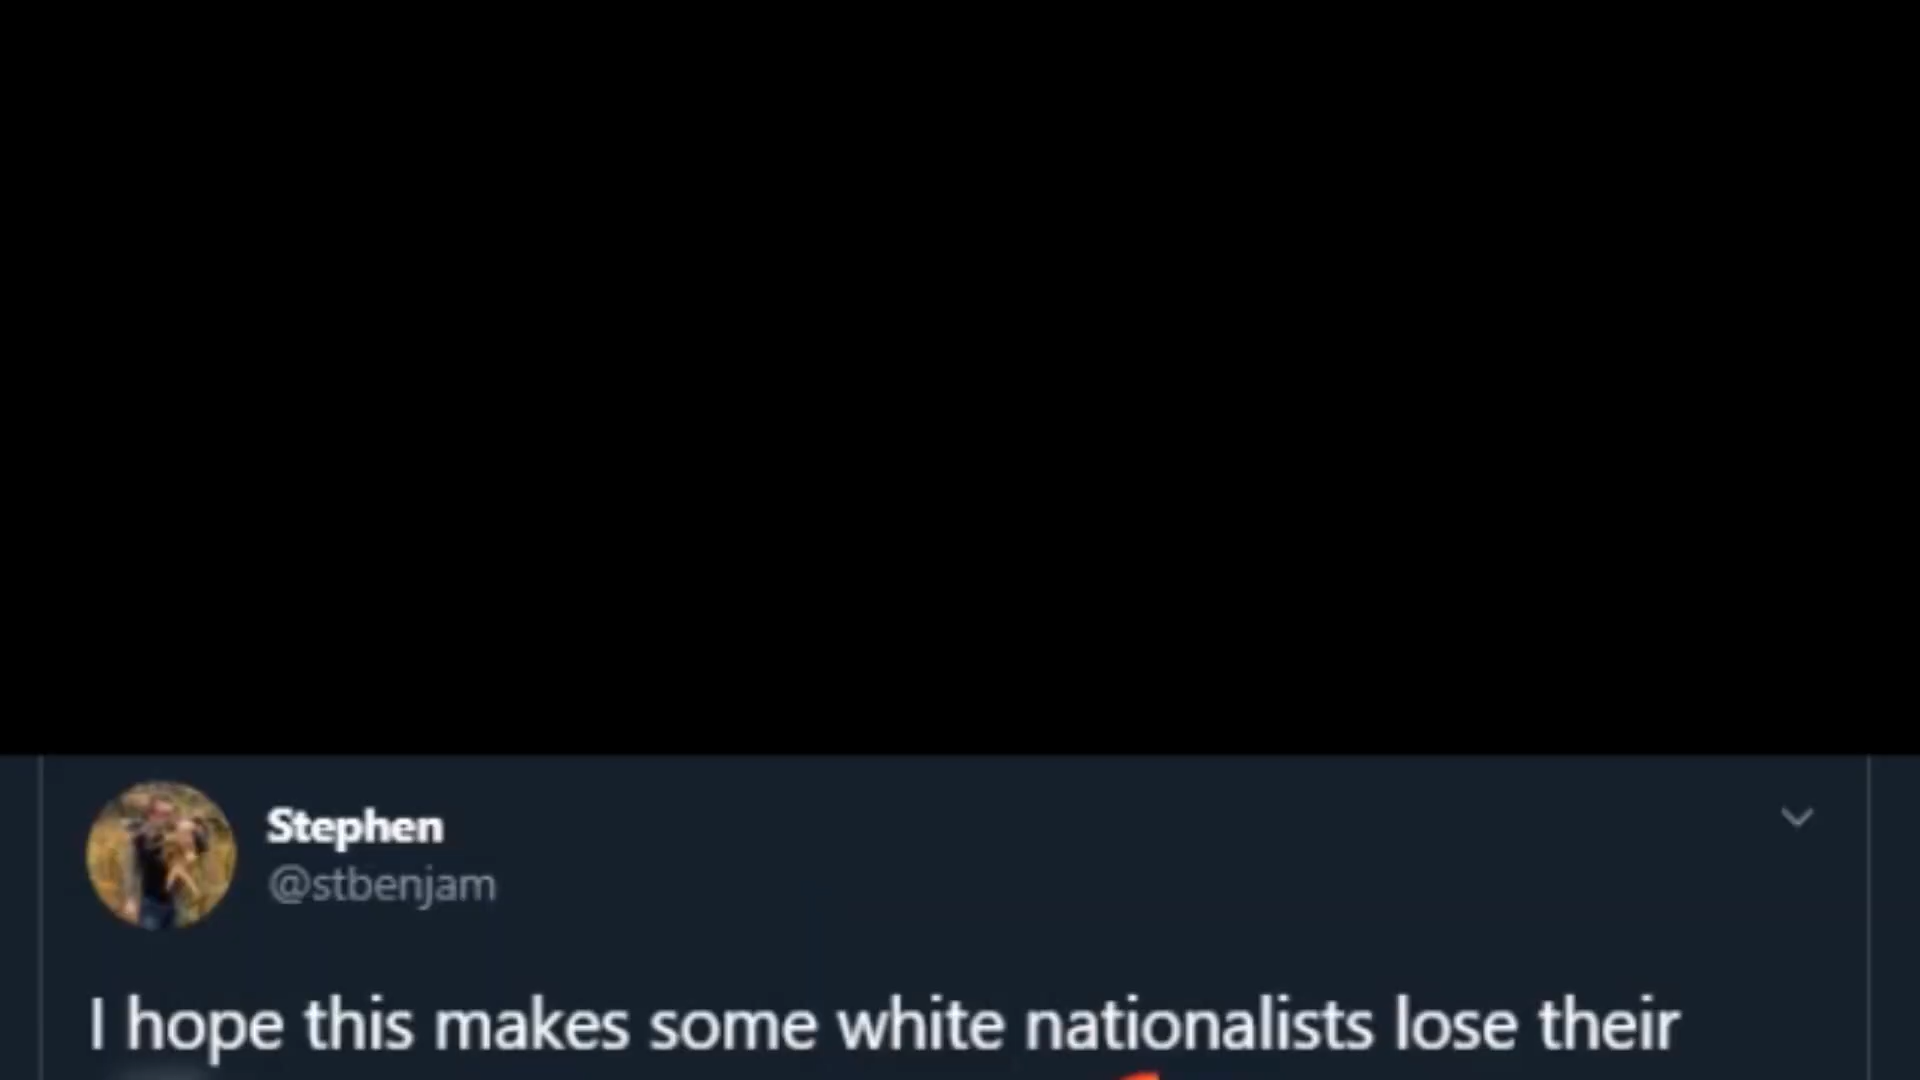 Stephen
@stbenjam
I hope this makes some white nationalists lose their